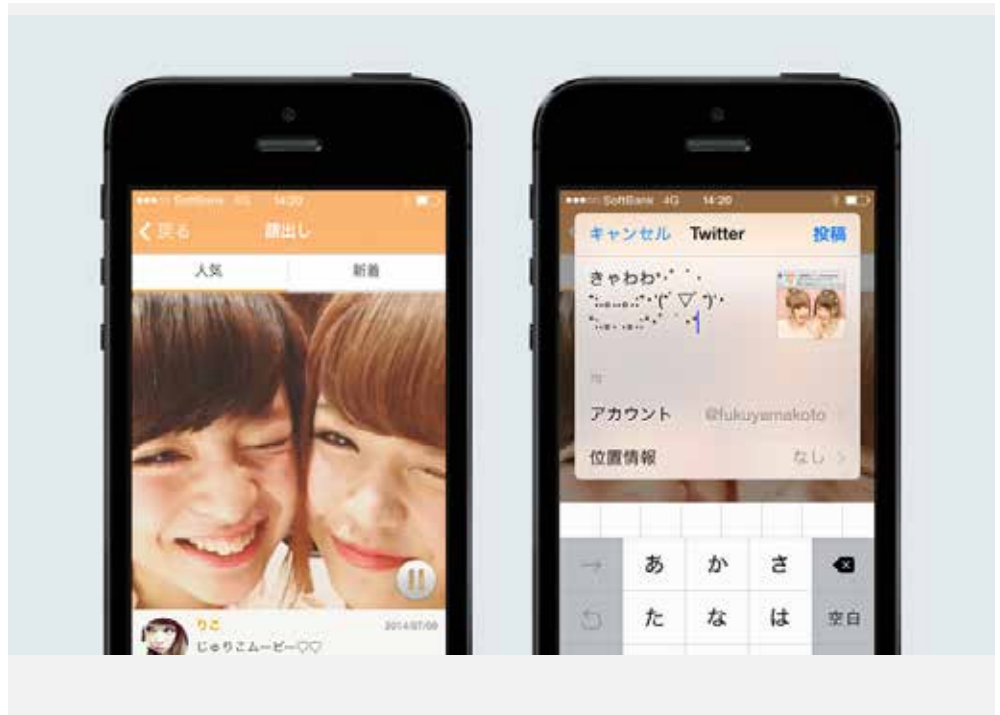 SoftBank 4G 14:20
戻る 顔出し
人気 新着
りこ 2014/07/09
じゅりこムービー♡♡
SoftBank 4G 14:20
キャンセル Twitter 投稿
きゃわわ
アカウント @fukuyamakoto
位置情報 なし
→ あ か さ
た な は 空白